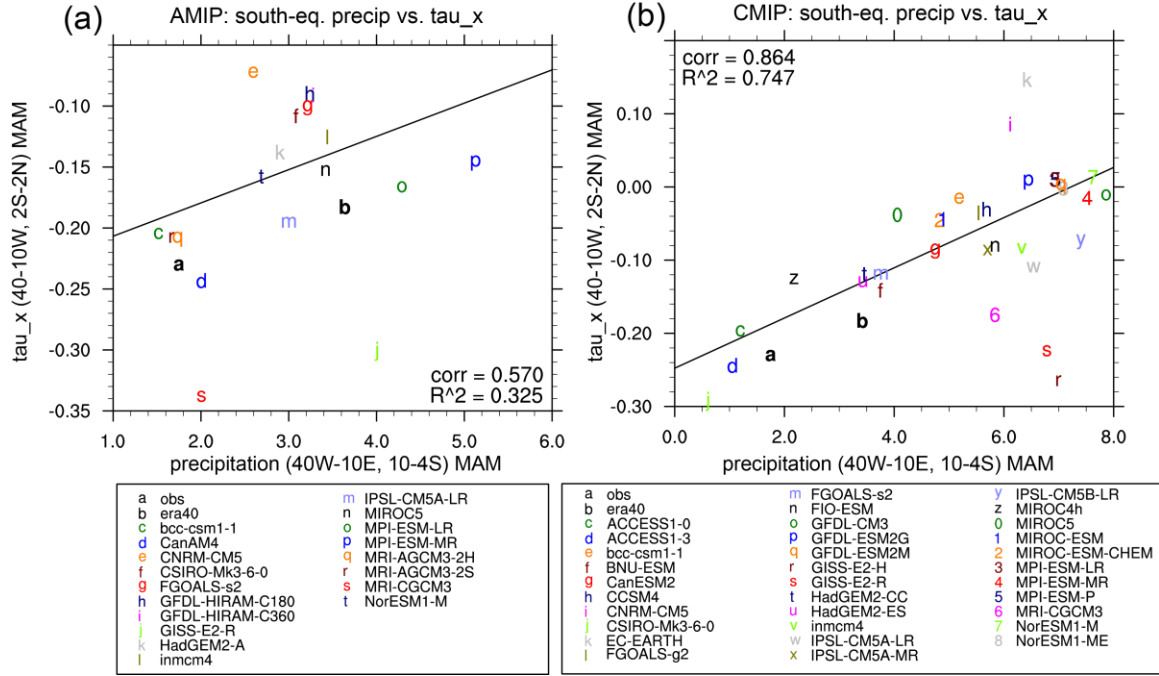 (a) AMIP: south-eq. precip vs. tau_x
tau_x (40-10W, 2S-2N) MAM
-0.10
-0.15
-0.20
-0.25
-0.30
-0.35
e
h
g
f
l
k
n
p
t
o
b
m
c
r
q
a
d
j
s
corr = 0.570
R^2 = 0.325
1.0 2.0 3.0 4.0 5.0 6.0
precipitation (40W-10E, 10-4S) MAM
a obs
b era40
c bcc-csm1-1
d CanAM4
e CNRM-CM5
f CSIRO-Mk3-6-0
g FGOALS-s2
h GFDL-HIRAM-C180
i GFDL-HIRAM-C360
j GISS-E2-R
k HadGEM2-A
l inmcm4
m IPSL-CM5A-LR
n MIROC5
o MPI-ESM-LR
p MPI-ESM-MR
q MRI-AGCM3-2H
r MRI-AGCM3-2S
s MRI-CGCM3
t NorESM1-M
(b) CMIP: south-eq. precip vs. tau_x
corr = 0.864
R^2 = 0.747
tau_x (40-10W, 2S-2N) MAM
0.10
0.00
-0.10
-0.20
-0.30
k
i
7
p
5
q
4
o
e
0
2
1
h
l
y
n
x
v
g
w
z
t
m
u
f
6
b
c
a
d
s
r
j
0.0 2.0 4.0 6.0 8.0
precipitation (40W-10E, 10-4S) MAM
a obs
b era40
c ACCESS1-0
d ACCESS1-3
e bcc-csm1-1
f BNU-ESM
g CanESM2
h CCSM4
i CNRM-CM5
j CSIRO-Mk3-6-0
k EC-EARTH
l FGOALS-g2
m FGOALS-s2
n FIO-ESM
o GFDL-CM3
p GFDL-ESM2G
q GFDL-ESM2M
r GISS-E2-H
s GISS-E2-R
t HadGEM2-CC
u HadGEM2-ES
v inmcm4
w IPSL-CM5A-LR
x IPSL-CM5A-MR
y IPSL-CM5B-LR
z MIROC4h
0 MIROC5
1 MIROC-ESM
2 MIROC-ESM-CHEM
3 MPI-ESM-LR
4 MPI-ESM-MR
5 MPI-ESM-P
6 MRI-CGCM3
7 NorESM1-M
8 NorESM1-ME